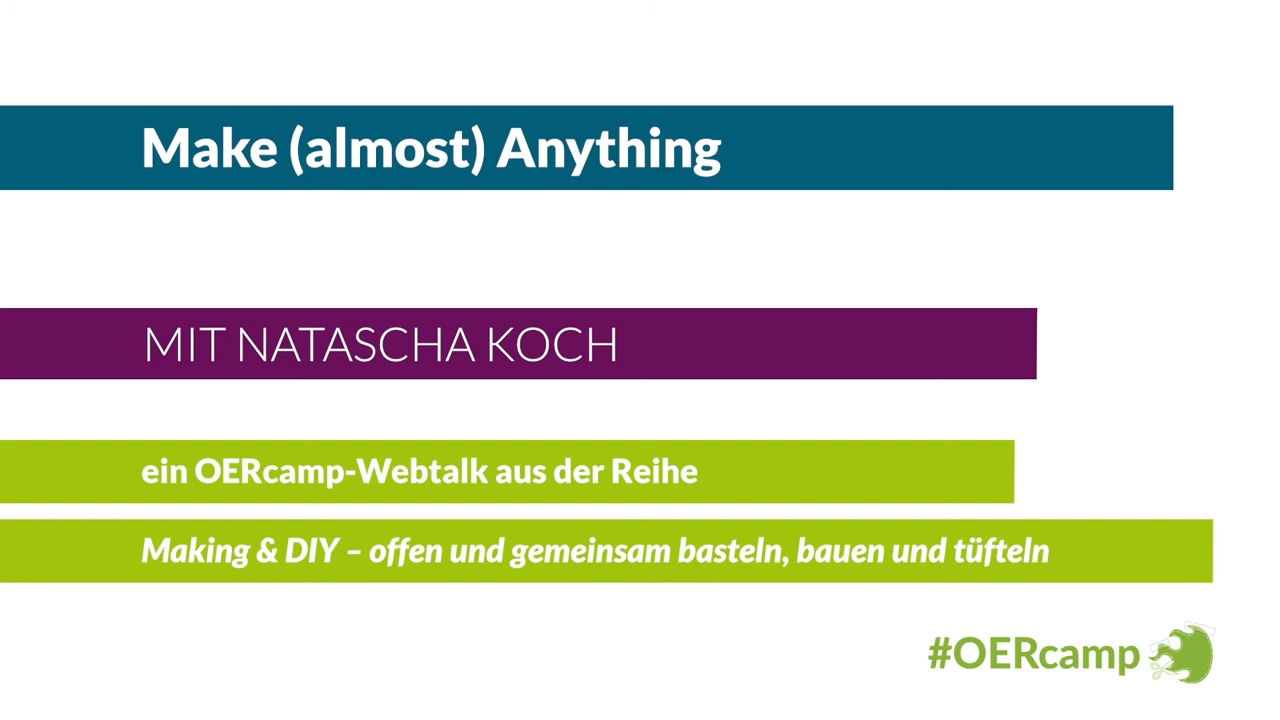 Make (almost) Anything
MIT NATASCHA KOCH
ein OERcamp-Webtalk aus der Reihe
Making & DIY – offen und gemeinsam basteln, bauen und tüfteln
#OERcamp